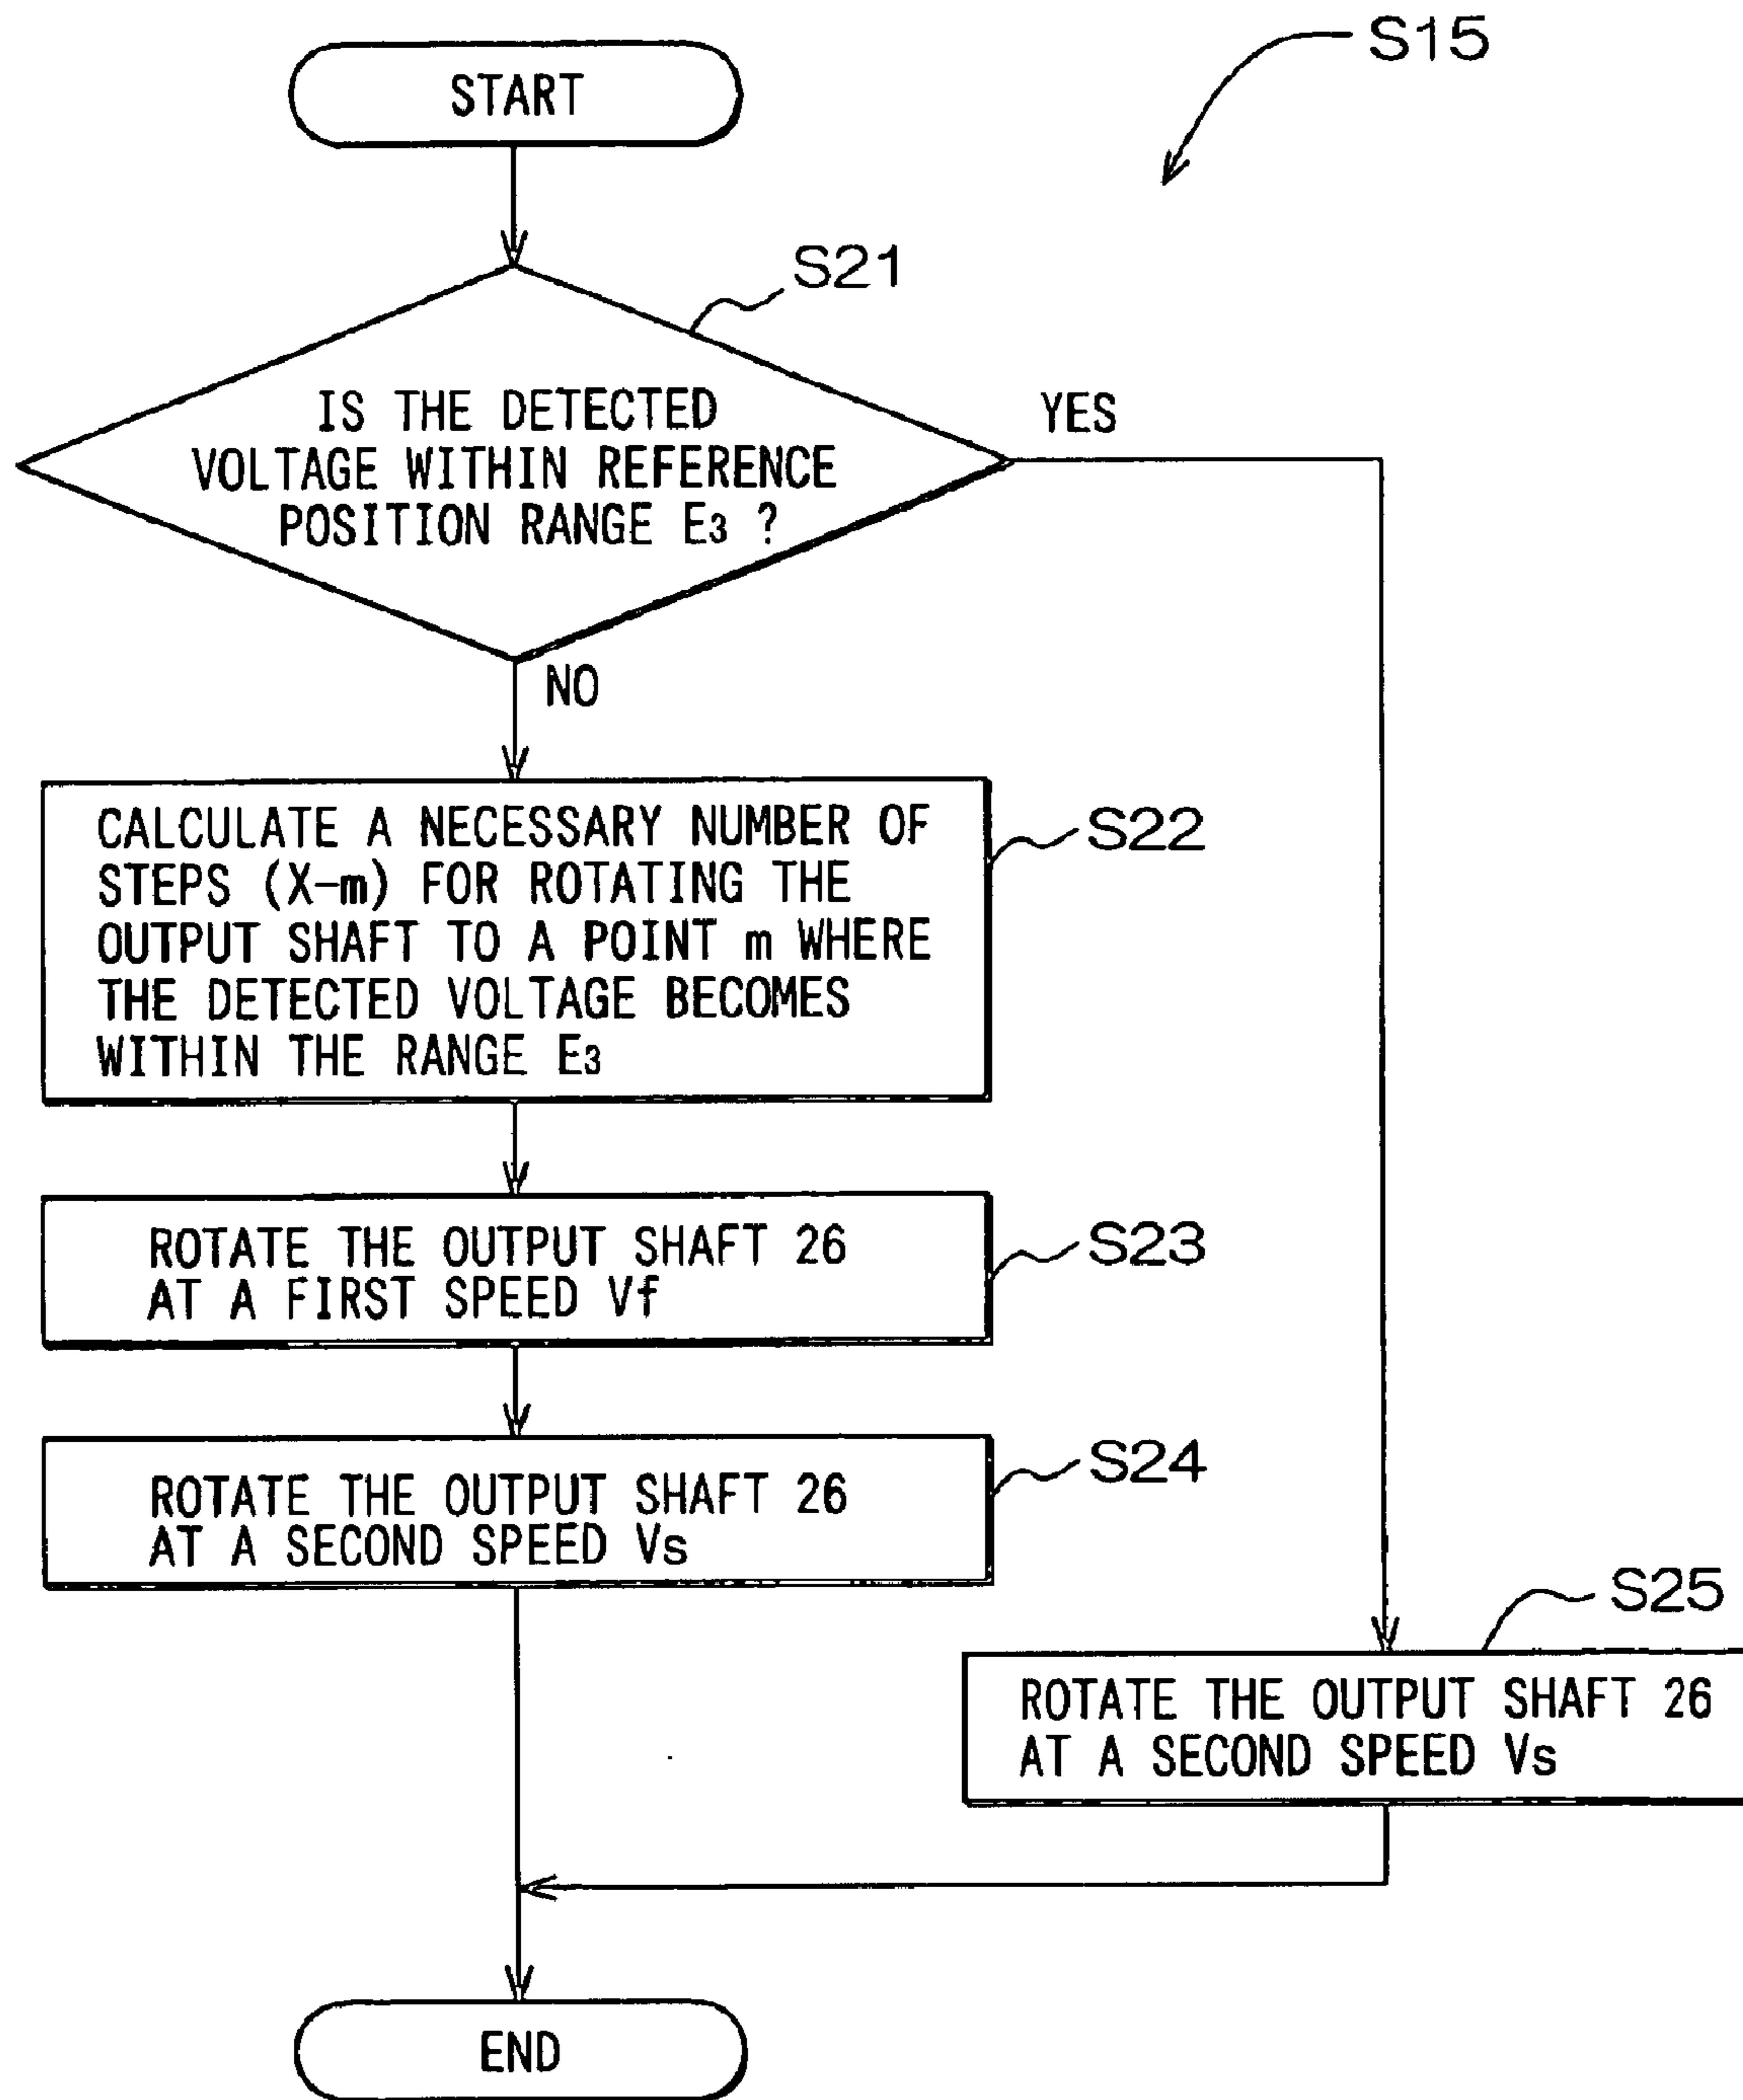 S15
START
S21
IS THE DETECTED
VOLTAGE WITHIN REFERENCE
POSITION RANGE E3 ?
YES
NO
CALCULATE A NECESSARY NUMBER OF
STEPS (X-m) FOR ROTATING THE
OUTPUT SHAFT TO A POINT m WHERE
THE DETECTED VOLTAGE BECOMES
WITHIN THE RANGE E3
S22
ROTATE THE OUTPUT SHAFT 26
AT A FIRST SPEED Vf
S23
ROTATE THE OUTPUT SHAFT 26
AT A SECOND SPEED Vs
S24
S25
ROTATE THE OUTPUT SHAFT 26
AT A SECOND SPEED Vs
END